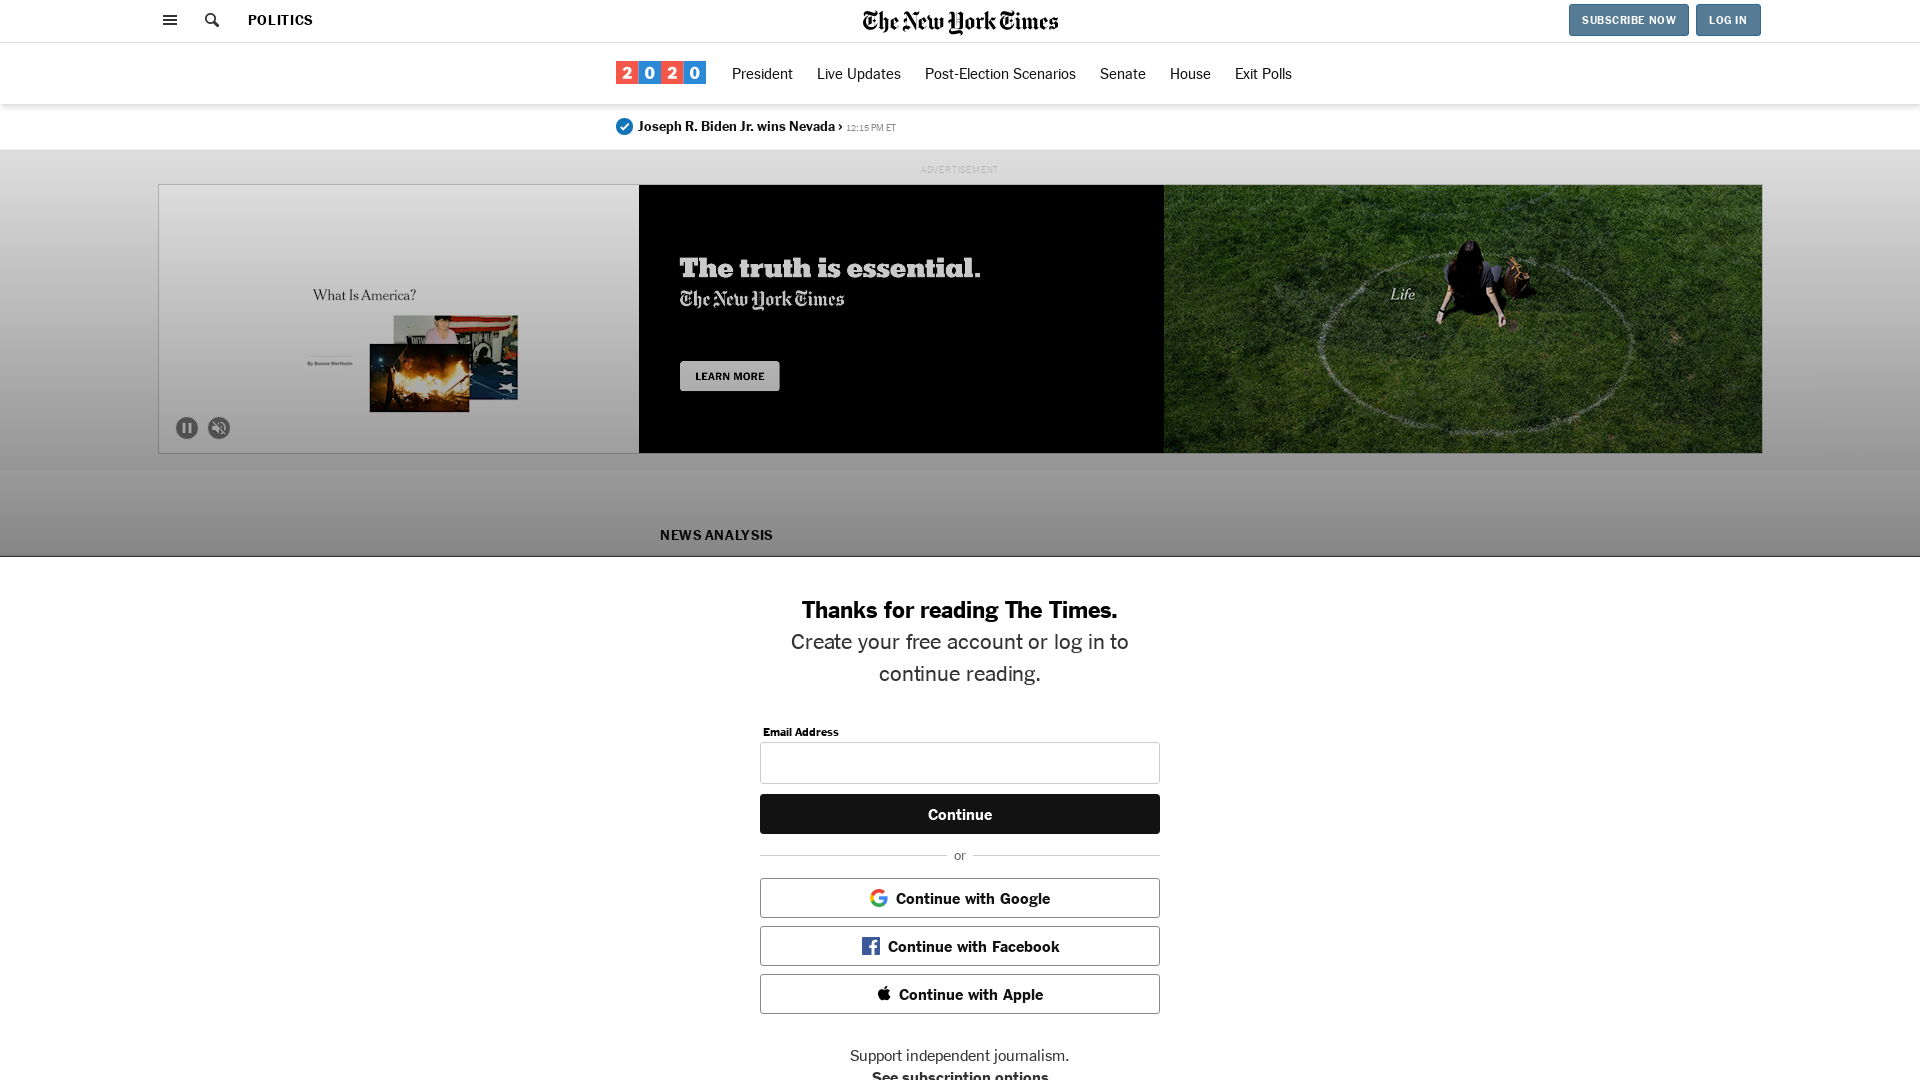 POLITICS
The New York Times
SUBSCRIBE NOW
LOG IN
2020
President
Live Updates
Post-Election Scenarios
Senate
House
Exit Polls
Joseph R. Biden Jr. wins Nevada › 12:15 PM ET
ADVERTISEMENT
What Is America?
By Bonnie Wertheim
The truth is essential.
The New York Times
LEARN MORE
Life
NEWS ANALYSIS
Thanks for reading The Times.
Create your free account or log in to
continue reading.
Email Address
Continue
or
Continue with Google
Continue with Facebook
Continue with Apple
Support independent journalism.
See subscription options.